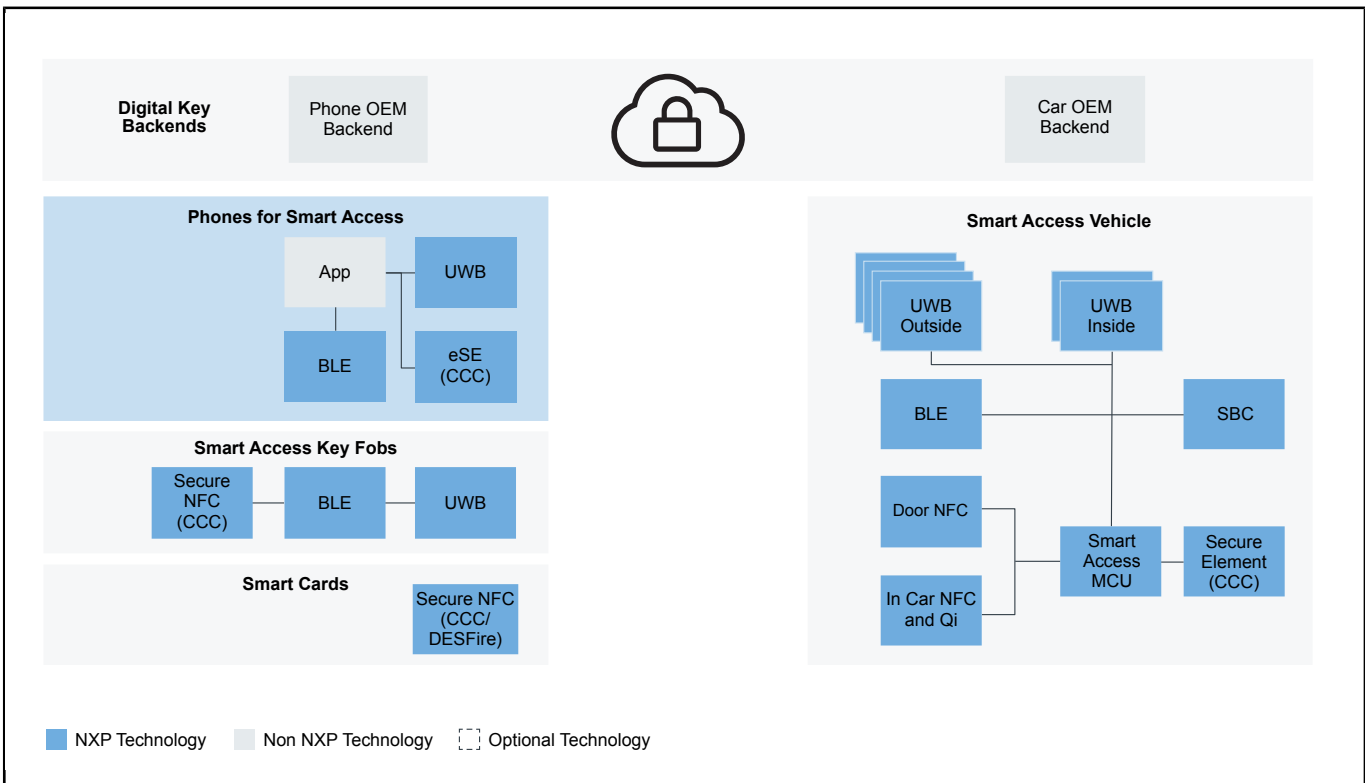 Digital Key
Backends
Phone OEM
Backend
Car OEM
Backend
Phones for Smart Access
App
UWB
BLE
eSE
(CCC)
Smart Access Key Fobs
Secure
NFC
(CCC)
BLE
UWB
Smart Cards
Secure NFC
(CCC/
DESFire)
Smart Access Vehicle
UWB
Outside
UWB
Inside
BLE
SBC
Door NFC
Smart
Access
MCU
Secure
Element
(CCC)
In Car NFC
and Qi
NXP Technology
Non NXP Technology
Optional Technology